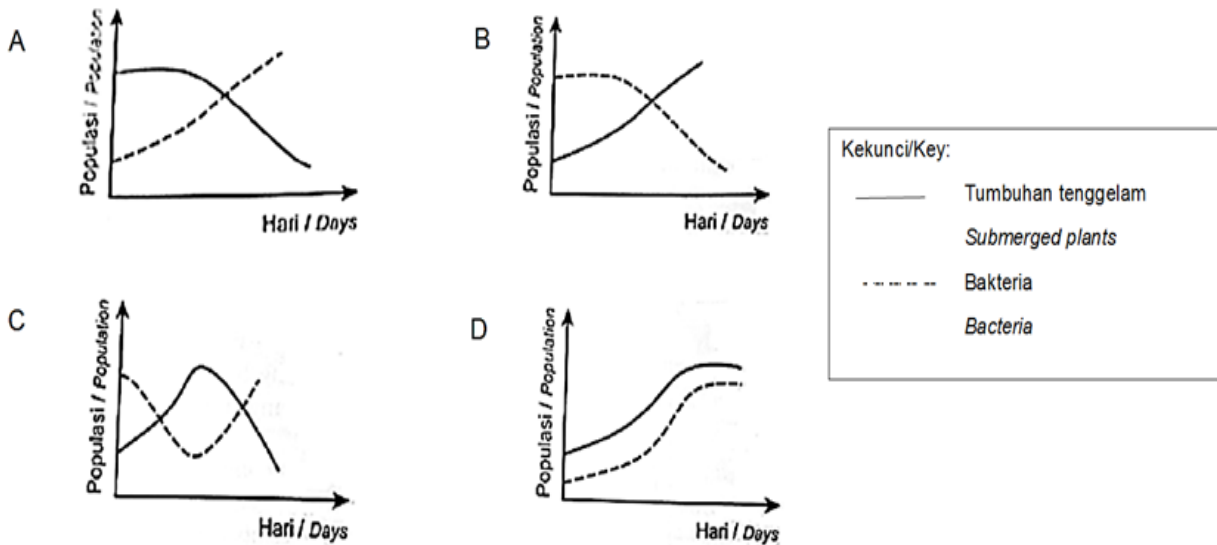 A
Populasi / Population
Hari / Days
B
Populasi / Population
Hari / Days
Kekunci/Key:
Tumbuhan tenggelam
Submerged plants
Bakteria
Bacteria
C
Populasi / Population
Hari / Days
D
Populasi / Population
Hari / Days